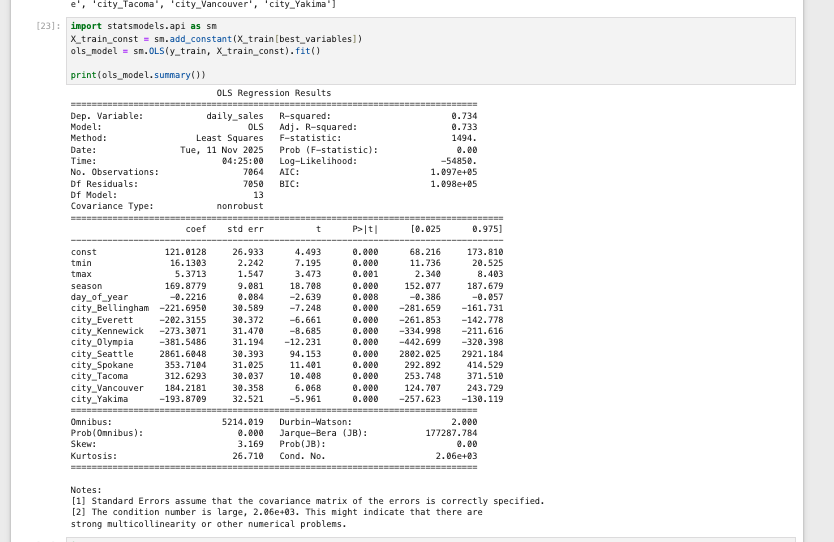 e', 'city_Tacoma', 'city_Vancouver', 'city_Yakima']
[23]: import statsmodels.api as sm
X_train_const = sm.add_constant(X_train[best_variables])
ols_model = sm.OLS(y_train, X_train_const).fit()
print(ols_model.summary())
OLS Regression Results
==============================================================================
Dep. Variable: daily_sales R-squared: 0.734
Model: OLS Adj. R-squared: 0.733
Method: Least Squares F-statistic: 1494.
Date: Tue, 11 Nov 2025 Prob (F-statistic): 0.00
Time: 04:25:00 Log-Likelihood: -54850.
No. Observations: 7064 AIC: 1.097e+05
Df Residuals: 7050 BIC: 1.098e+05
Df Model: 13
Covariance Type: nonrobust
===================================================================================
coef std err t P>|t| [0.025 0.975]
-----------------------------------------------------------------------------------
const 121.0128 26.933 4.493 0.000 68.216 173.810
tmin 16.1303 2.242 7.195 0.000 11.736 20.525
tmax 5.3713 1.547 3.473 0.001 2.340 8.403
season 169.8779 9.081 18.708 0.000 152.077 187.679
day_of_year -0.2216 0.084 -2.639 0.008 -0.386 -0.057
city_Bellingham -221.6950 30.589 -7.248 0.000 -281.659 -161.731
city_Everett -202.3155 30.372 -6.661 0.000 -261.853 -142.778
city_Kennewick -273.3071 31.470 -8.685 0.000 -334.998 -211.616
city_Olympia -381.5486 31.194 -12.231 0.000 -442.699 -320.398
city_Seattle 2861.6048 30.393 94.153 0.000 2802.025 2921.184
city_Spokane 353.7104 31.025 11.401 0.000 292.892 414.529
city_Tacoma 312.6293 30.037 10.408 0.000 253.748 371.510
city_Vancouver 184.2181 30.358 6.068 0.000 124.707 243.729
city_Yakima -193.8709 32.521 -5.961 0.000 -257.623 -130.119
==============================================================================
Omnibus: 5214.019 Durbin-Watson: 2.000
Prob(Omnibus): 0.000 Jarque-Bera (JB): 177287.784
Skew: 3.169 Prob(JB): 0.00
Kurtosis: 26.710 Cond. No. 2.06e+03
==============================================================================
Notes:
[1] Standard Errors assume that the covariance matrix of the errors is correctly specified.
[2] The condition number is large, 2.06e+03. This might indicate that there are
strong multicollinearity or other numerical problems.